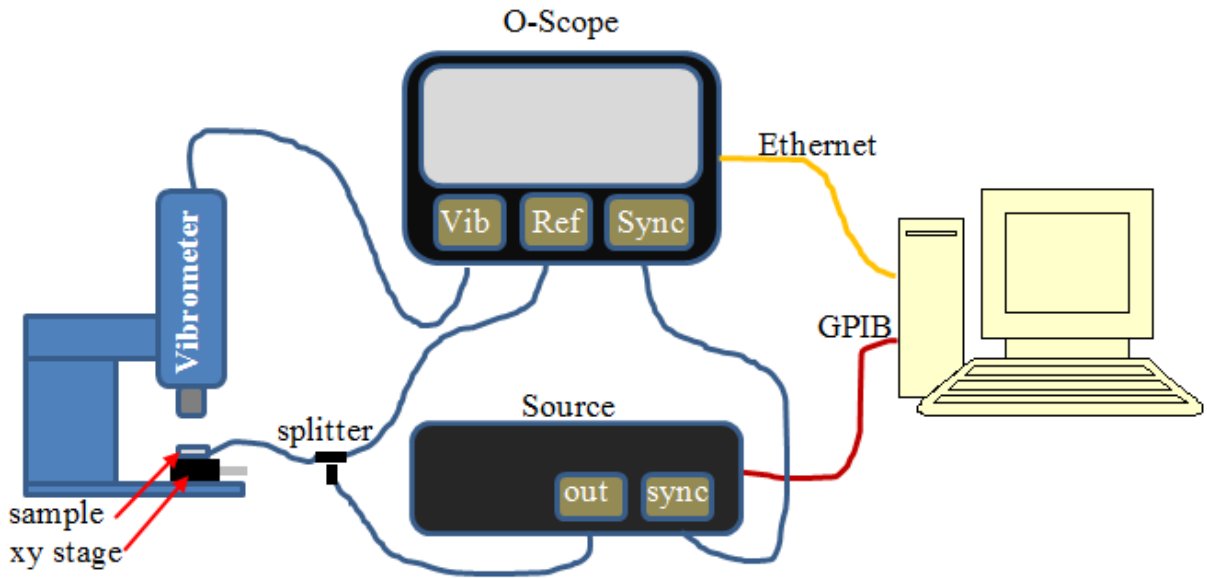 O-Scope
Ethernet
Vib Ref Sync
Vibrometer
GPIB
Source
splitter
out sync
sample
xy stage